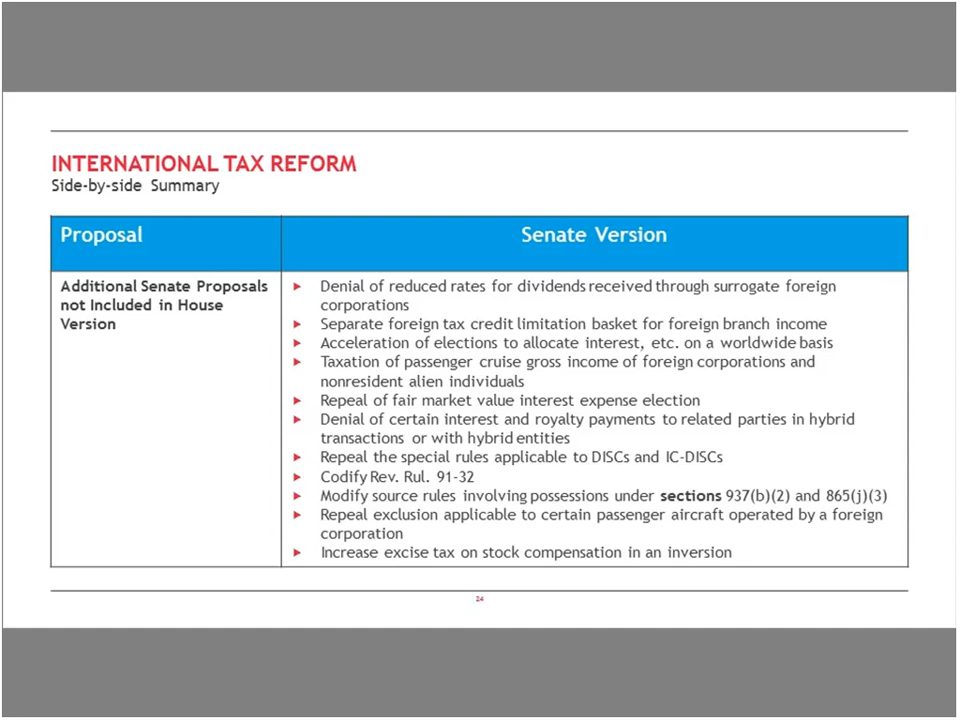 INTERNATIONAL TAX REFORM
Side-by-side Summary
Proposal
Senate Version
Additional Senate Proposals
not Included in House
Version
Denial of reduced rates for dividends received through surrogate foreign
corporations
Separate foreign tax credit limitation basket for foreign branch income
Acceleration of elections to allocate interest, etc. on a worldwide basis
Taxation of passenger cruise gross income of foreign corporations and
nonresident alien individuals
Repeal of fair market value interest expense election
Denial of certain interest and royalty payments to related parties in hybrid
transactions or with hybrid entities
Repeal the special rules applicable to DISCs and IC-DISCs
Codify Rev. Rul. 91-32
Modify source rules involving possessions under sections 937(b)(2) and 865(j)(3)
Repeal exclusion applicable to certain passenger aircraft operated by a foreign
corporation
Increase excise tax on stock compensation in an inversion
24